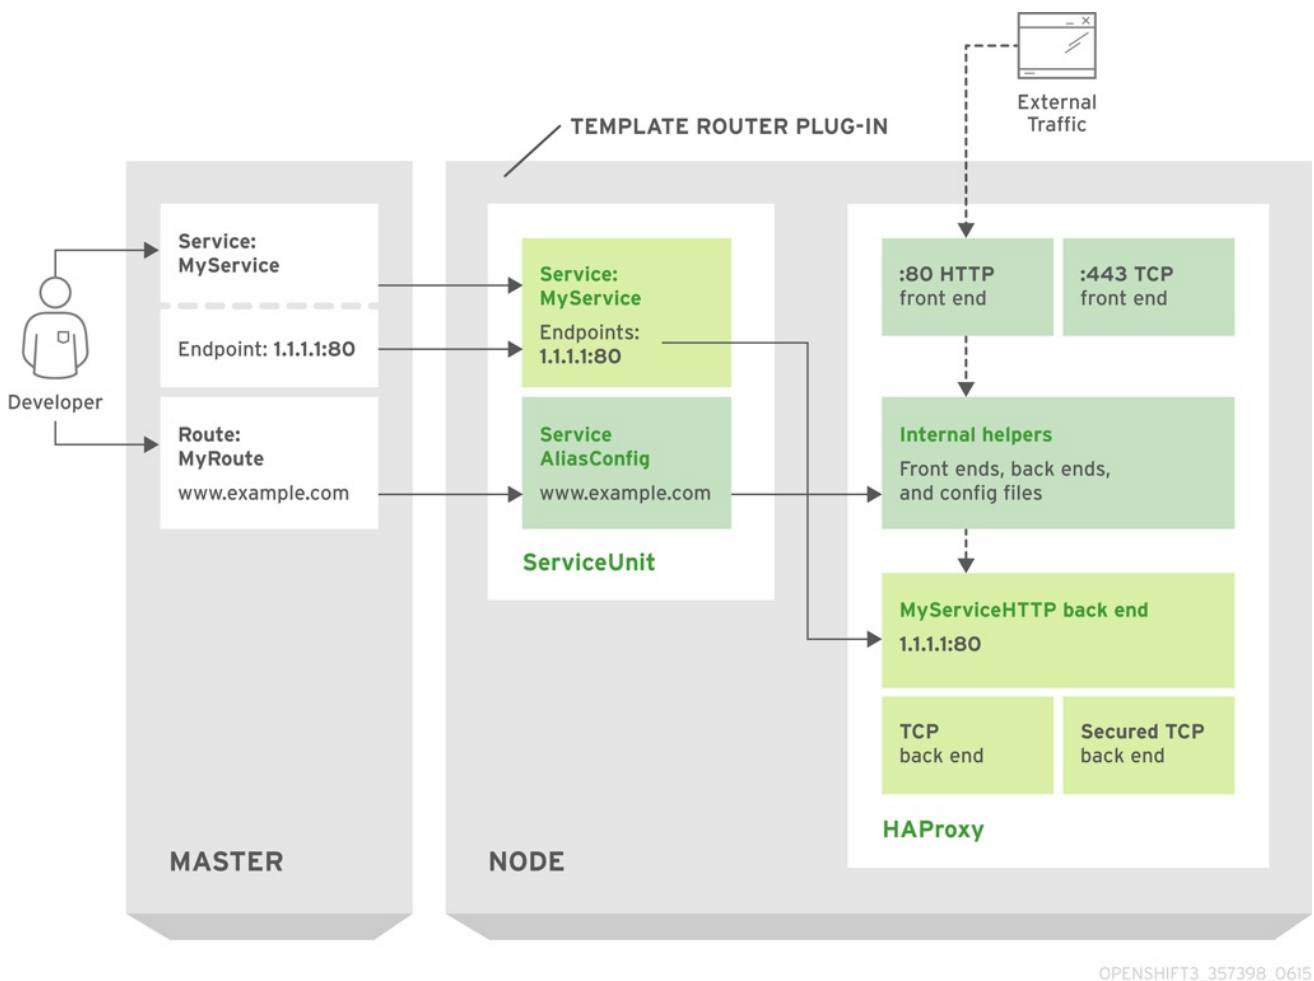 External
Traffic
TEMPLATE ROUTER PLUG-IN
Developer
Service:
MyService
Endpoint: 1.1.1.1:80
Route:
MyRoute
www.example.com
MASTER
Service:
MyService
Endpoints:
1.1.1.1:80
Service
AliasConfig
www.example.com
ServiceUnit
NODE
:80 HTTP
front end
:443 TCP
front end
Internal helpers
Front ends, back ends,
and config files
MyServiceHTTP back end
1.1.1.1:80
TCP
back end
Secured TCP
back end
HAProxy
OPENSHIFT3_357398_0615